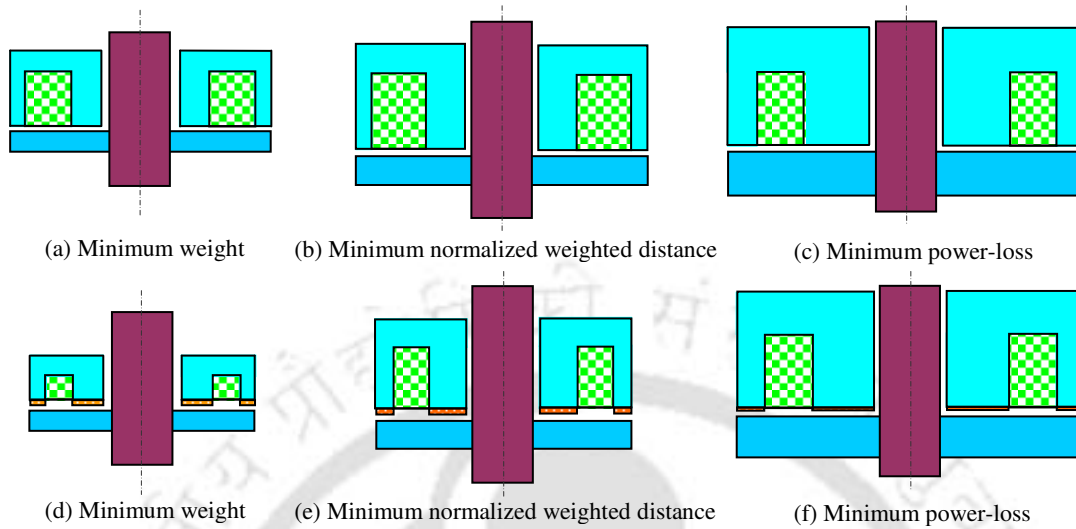 (a) Minimum weight
(b) Minimum normalized weighted distance
(c) Minimum power-loss
(d) Minimum weight
(e) Minimum normalized weighted distance
(f) Minimum power-loss